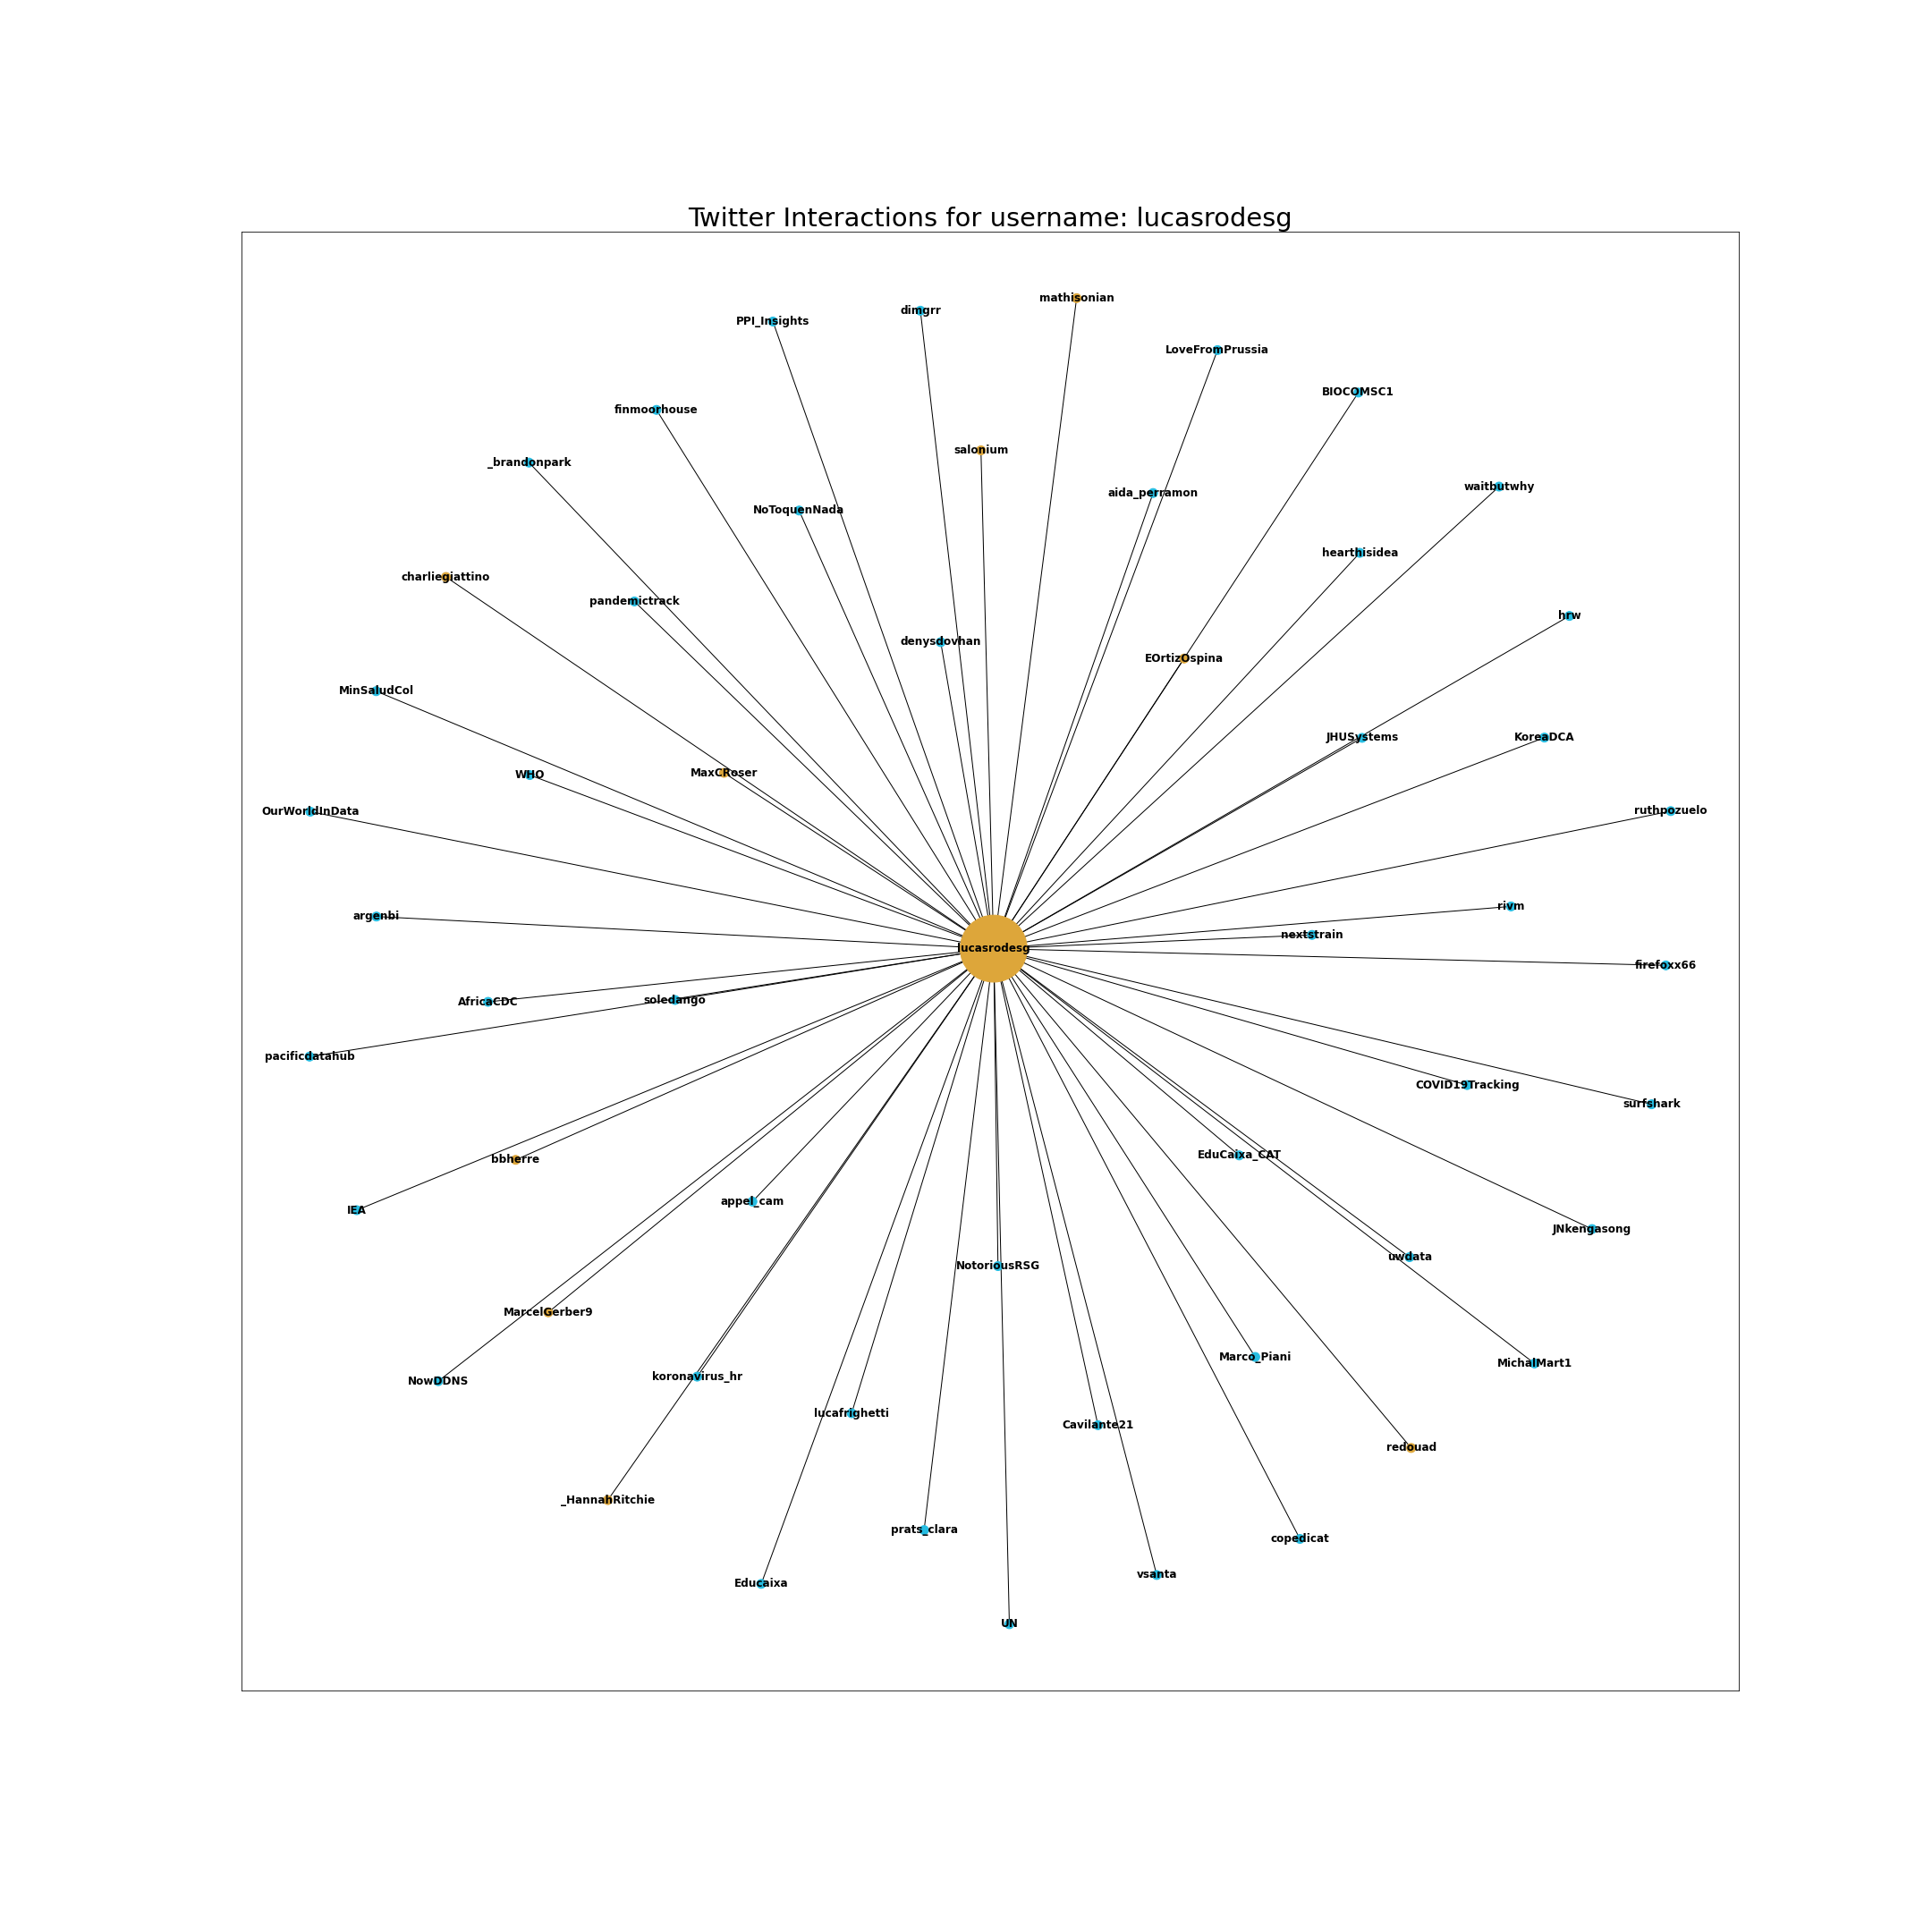 Twitter Interactions for username: lucasrodesg
mathisonian
dimgrr
PPI_Insights
LoveFromPrussia
BIOCOMSC1
finmoorhouse
salonium
_brandonpark
waitbutwhy
aida_perramon
NoToquenNada
hearthisidea
charliegiattino
pandemictrack
hrw
denysdovhan
EOrtizOspina
MinSaludCol
JHUSystems
KoreaDCA
MaxCRoser
WHO
OurWorldInData
ruthpozuelo
rivm
argenbi
nextstrain
lucasrodesg
firefoxx66
soledango
AfricaCDC
pacificdatahub
COVID19Tracking
surfshark
EduCaixa_CAT
bbherre
appel_cam
IEA
JNkengasong
uwdata
NotoriousRSG
MarcelGerber9
Marco_Piani
MichalMart1
koronavirus_hr
NowDDNS
lucafrighetti
Cavilante21
redouad
_HannahRitchie
prats_clara
copedicat
vsanta
Educaixa
UN